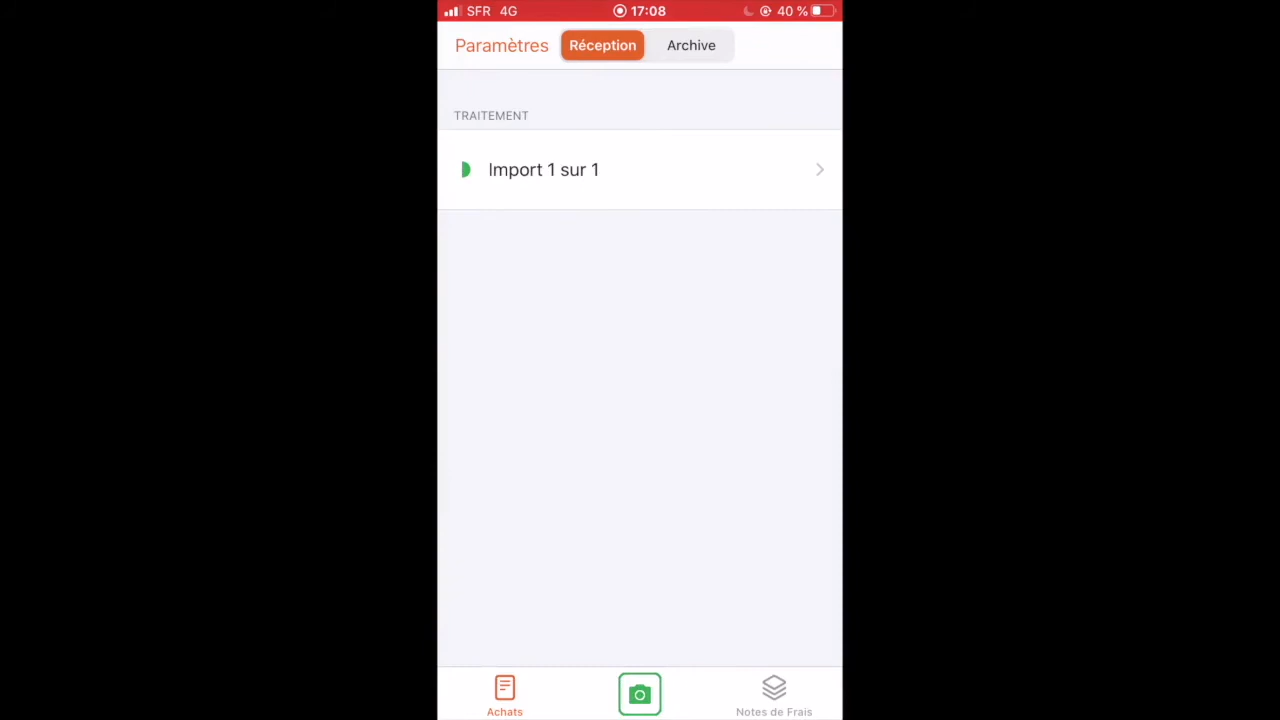 SFR 4G 17:08 40 %
Paramètres Réception Archive
TRAITEMENT
Import 1 sur 1
Achats Notes de Frais